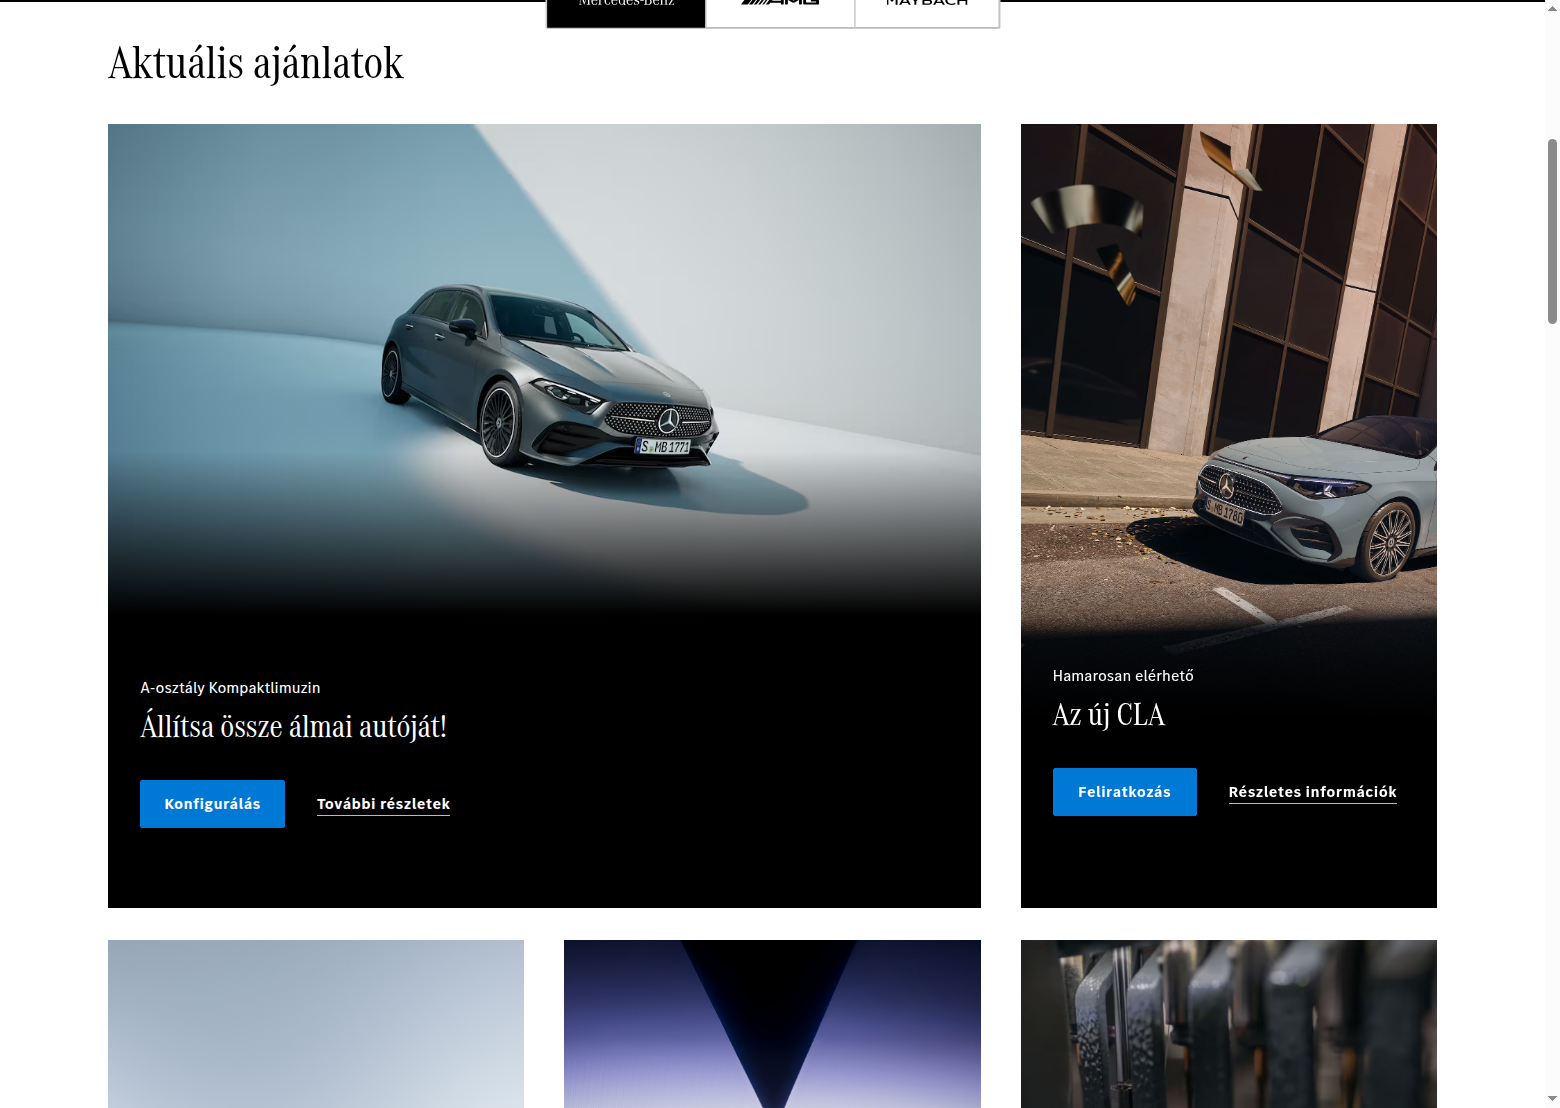 Mercedes-Benz
AMG
MAYBACH
Aktuális ajánlatok
S MB 1771
S MB 1780
A-osztály Kompaktlimuzin
Állítsa össze álmai autóját!
Konfigurálás
További részletek
Hamarosan elérhető
Az új CLA
Feliratkozás
Részletes információk